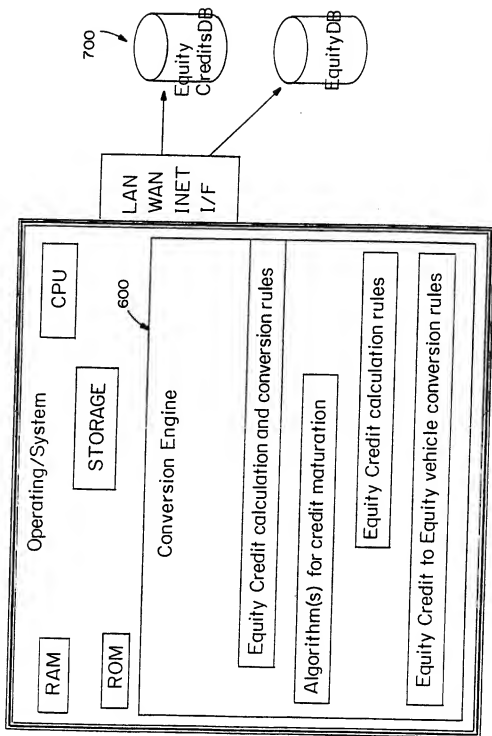 Operating/System
RAM
CPU
ROM
STORAGE
600
Conversion Engine
Equity Credit calculation and conversion rules
Algorithm(s) for credit maturation
Equity Credit calculation rules
Equity Credit to Equity vehicle conversion rules
LAN
WAN
INET
I/F
700
Equity
CreditsDB
EquityDB